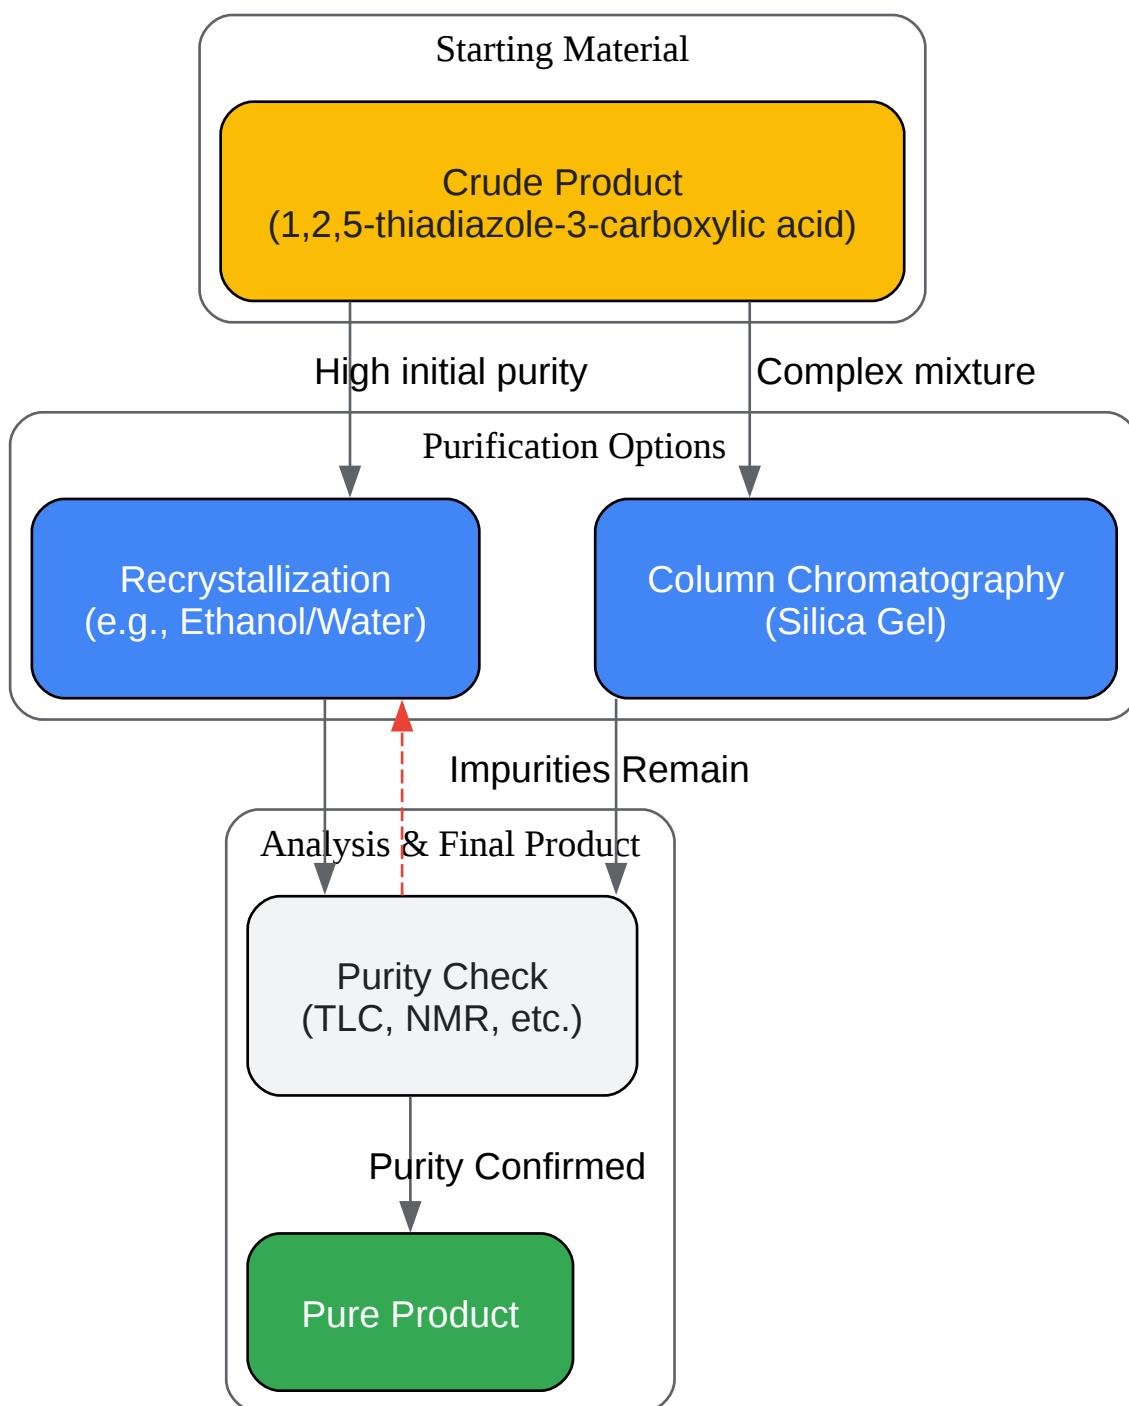 Starting Material
Crude Product
(1,2,5-thiadiazole-3-carboxylic acid)
High initial purity
Complex mixture
Purification Options
Recrystallization
(e.g., Ethanol/Water)
Column Chromatography
(Silica Gel)
Impurities Remain
Analysis & Final Product
Purity Check
(TLC, NMR, etc.)
Purity Confirmed
Pure Product